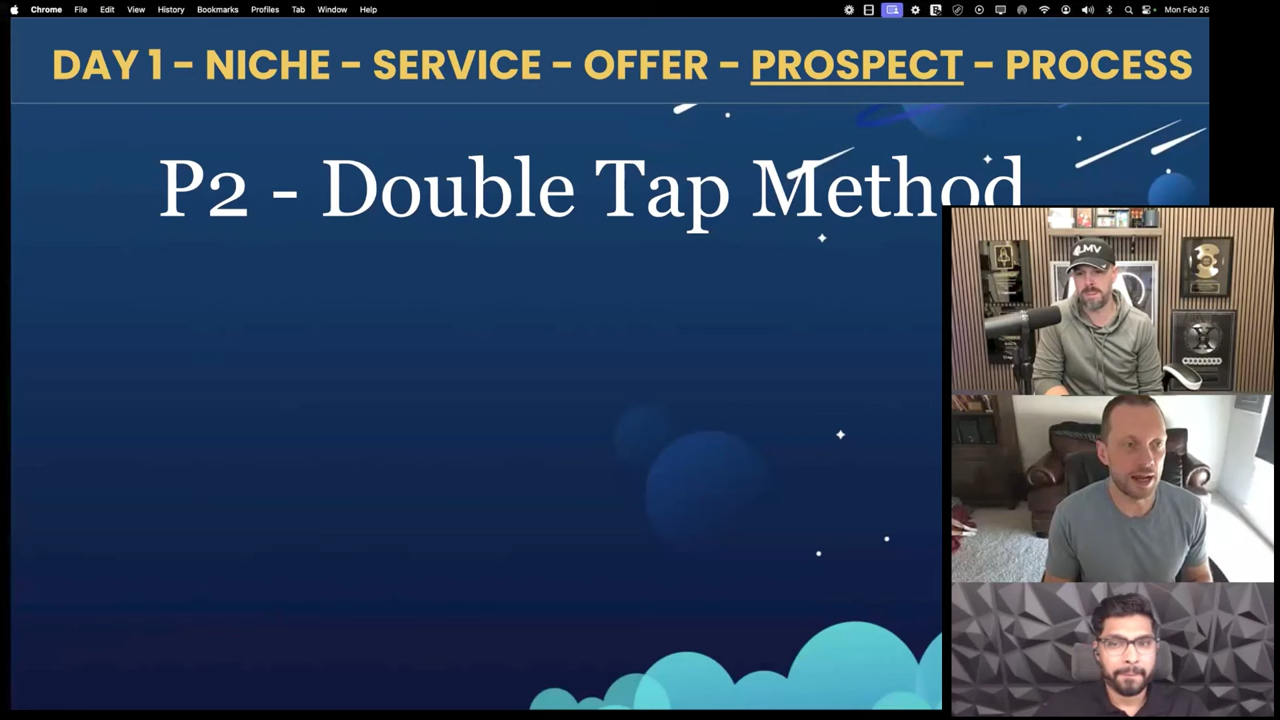 Chrome File Edit View History Bookmarks Profiles Tab Window Help Mon Feb 26
DAY 1 - NICHE - SERVICE - OFFER - PROSPECT - PROCESS
P2 - Double Tap Method
LMV